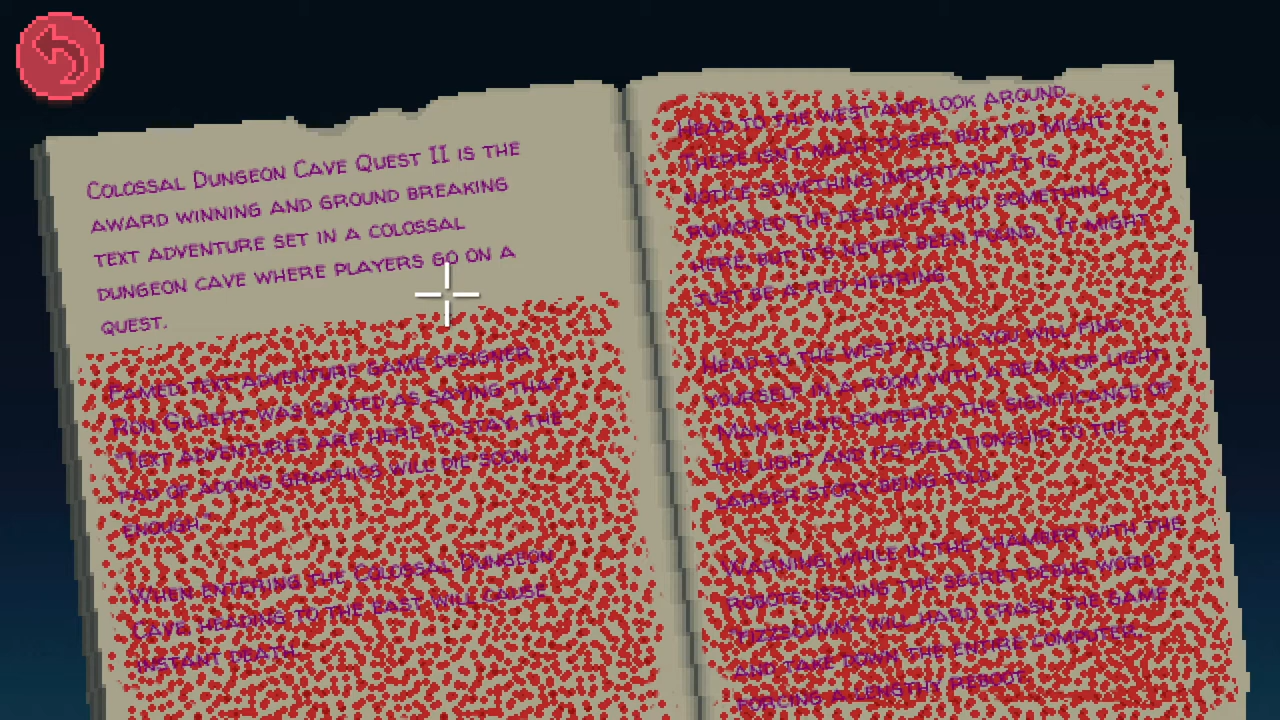 Colossal Dungeon Cave Quest II is the
award winning and ground breaking
text adventure set in a colossal
dungeon cave where players go on a
quest.
Famed text adventure game designer
Ron Gilbert was quoted as saying that
"Text adventures are here to stay. The
fad of adding graphics will die soon
enough."
When entering the Colossal Dungeon
Cave, heading to the east will cause
instant death.
Head to the west and look around.
There isn't much to see, but you might
notice something important. It is
rumored the designers hid something
here, but it's never been found. It might
just be a red herring.
Head to the west again, you will find
yourself in a room with a beam of light.
Many have pondered the significance of
the light and its relationship to the
larger story being told.
Warning, while in the chamber with the
robots, issuing the secret debug word
"fizzscumm" will hard crash the game
and take down the entire computer,
forcing a lengthy reboot.